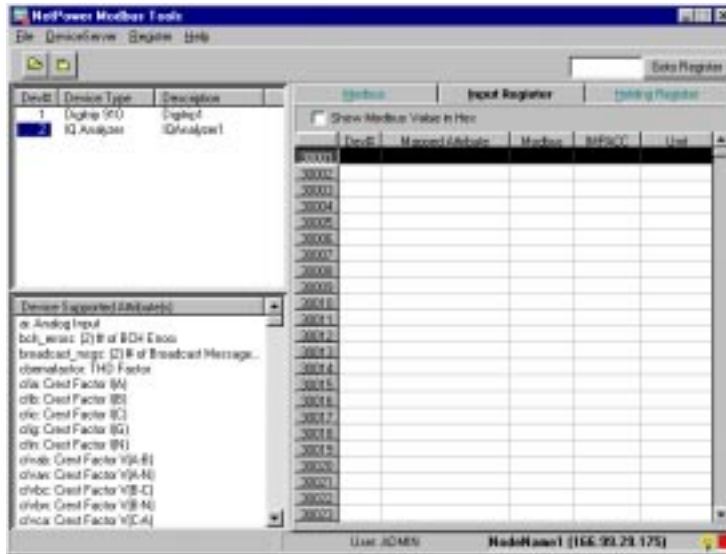 NetPower Modbus Tools
File DeviceServer Register Help
Goto Register
Dev# Device Type Description
1 Digitrip 910 Digitrip1
2 IQ Analyzer IQAnalyzer1
Modbus Input Register Holding Register
Show Modbus Value in Hex
Dev# Mapped Attribute Modbus IMPACC Unit
30001
30002
30003
30004
30005
30006
30007
30008
30009
30010
30011
30012
30013
30014
30015
30016
30017
30018
30019
30020
30021
30022
30023
Device Supported Attribute(s)
ai: Analog Input
bch_errors: (2) # of BCH Errors
broadcast_msgs: (2) # of Broadcast Message...
THD Factor
cfia: Crest Factor I(A)
cfib: Crest Factor I(B)
cfic: Crest Factor I(C)
cfig: Crest Factor I(G)
cfin: Crest Factor I(N)
cfvab: Crest Factor V(A-B)
cfvan: Crest Factor V(A-N)
cfvbc: Crest Factor V(B-C)
cfvbn: Crest Factor V(B-N)
cfvca: Crest Factor V(C-A)
User: ADMIN NodeName1 (166.99.29.175)